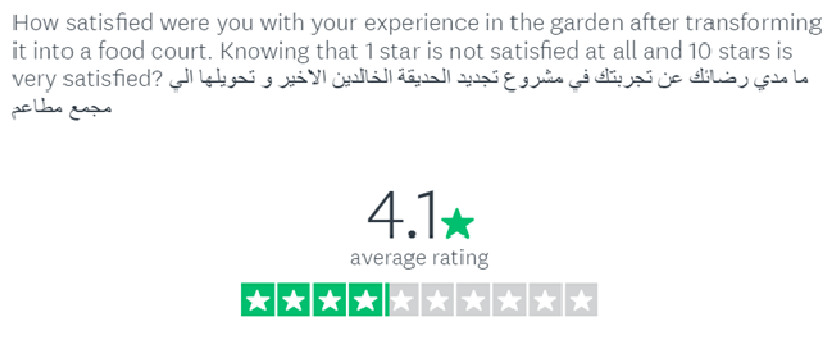 How satisfied were you with your experience in the garden after transforming
it into a food court. Knowing that 1 star is not satisfied at all and 10 stars is
very satisfied? ما مدي رضائك عن تجربتك في مشروع تجديد الحديقة الخالدين الاخير و تحويلها الي
مجمع مطاعم
4.1
average rating